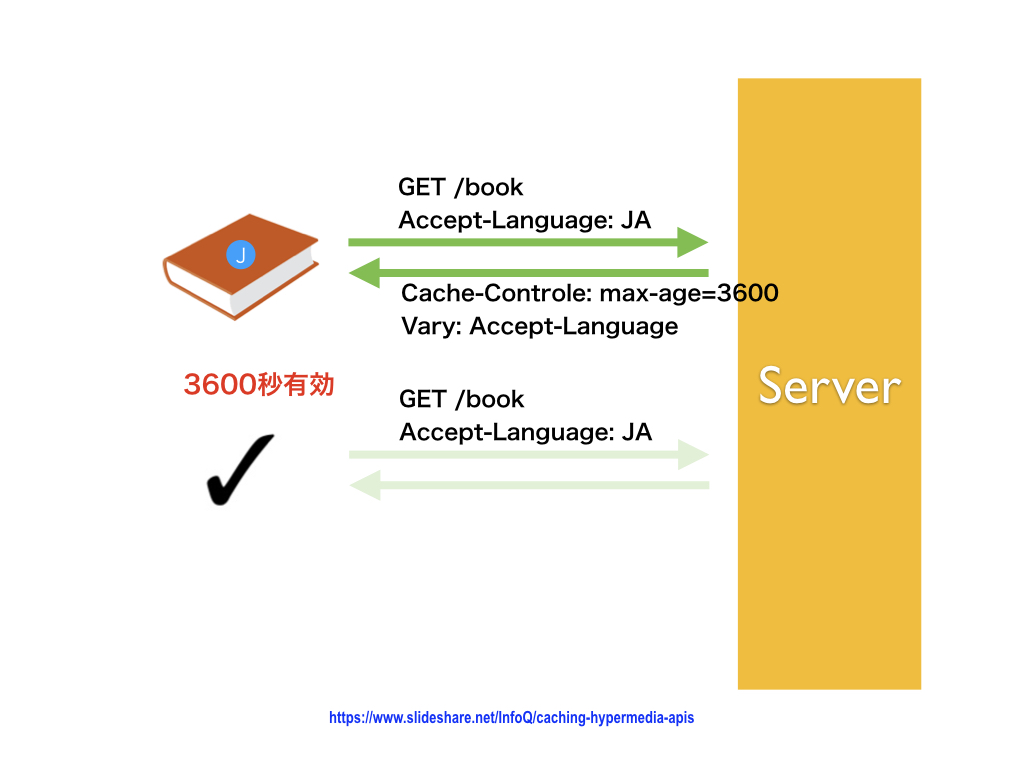 GET /book
Accept-Language: JA
J
Cache-Controle: max-age=3600
Vary: Accept-Language
3600秒有効
GET /book
Accept-Language: JA
Server
https://www.slideshare.net/InfoQ/caching-hypermedia-apis